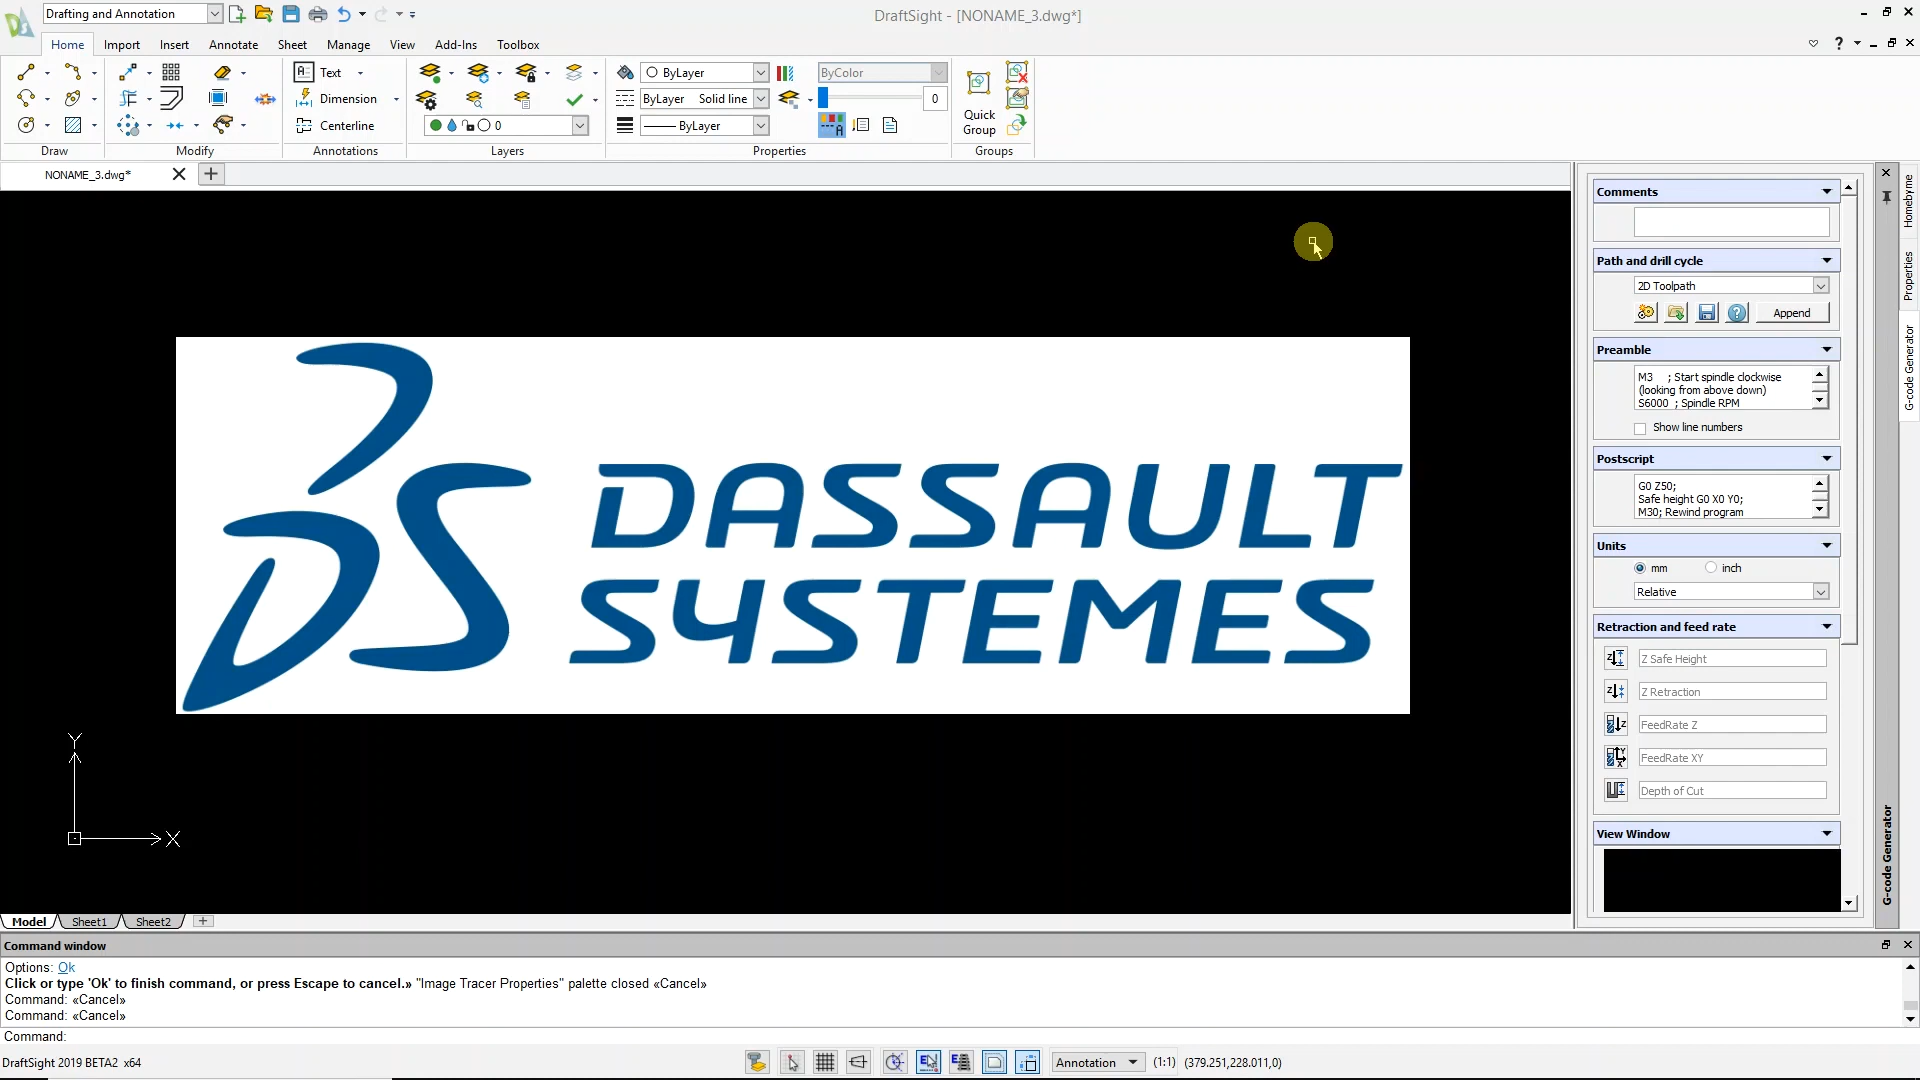 Drafting and Annotation
DraftSight - [NONAME_3.dwg*]
Home Import Insert Annotate Sheet Manage View Add-Ins Toolbox
Text
Dimension
Centerline
0
ByLayer
ByLayer Solid line
ByLayer
ByColor
0
Quick
Group
Draw Modify Annotations Layers Properties Groups
NONAME_3.dwg*
DS
DASSAULT
SYSTEMES
Y
X
Comments
Path and drill cycle
2D Toolpath
Append
Preamble
M3 ; Start spindle clockwise
(looking from above down)
S6000 ; Spindle RPM
Show line numbers
Postscript
G0 Z50;
Safe height G0 X0 Y0;
M30; Rewind program
Units
mm inch
Relative
Retraction and feed rate
Z Safe Height
Z Retraction
FeedRate Z
FeedRate XY
Depth of Cut
View Window
Homebyme
Properties
G-code Generator
G-code Generator
Model Sheet1 Sheet2
Command window
Options: Ok
Click or type 'Ok' to finish command, or press Escape to cancel.» "Image Tracer Properties" palette closed «Cancel»
Command: «Cancel»
Command: «Cancel»
Command:
DraftSight 2019 BETA2 x64
Annotation (1:1) (379.251,228.011,0)